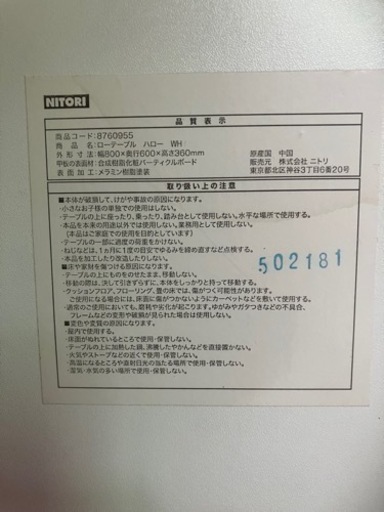 NITORI
品質表示
商品コード:8760955
ローテーブル ハロー WH
外形寸法:幅800×奥行600×高さ360mm
甲板の表面材:合成樹脂化粧パーティクルボード
表面加工:メラミン樹脂塗装
原産国 中国
販売元 株式会社 ニトリ
東京都北区神谷3丁目6番20号
取り扱い上の注意
■本体が破損して、けがや事故の原因になります。
・小さなお子様の単独での使用はしない。
・テーブルの上に座ったり、乗ったり、踏み台として使用しない。水平な場所で使用する。
・本品を本来の用途以外では使用しない。業務用として使用しない。
(本品はご家庭での使用を目的としています)
・テーブルの一部に過度の荷重をかけない。
・ねじなどは、1ヵ月に1度の目安でゆるみを締め直すなど点検する。
・本品を加工したり改造したりしない。
■床や家財を傷つける原因になります。
・テーブルの上にものをのせたまま、移動しない。
・移動の際は、決して引きずらずに、本体をしっかりと持って移動する。
・クッションフロア、フローリング、畳の床では、傷がつく可能性があります。
ご使用になる場合には、床面に傷がつかないようにカーペットなどを敷いて使用する。
・通常のご使用においても、磨耗や劣化が起こります。ゆがみやガタつきなどの不具合、
フレームなどの変形や破損が見られた場合は使用しない。
■変色や変質の原因になります。
・屋内で使用する。
・床面がぬれているところで使用・保管しない。
・テーブルの上に加熱した鍋、沸騰したやかんなどを直接置かない。
・火気やストーブなどの近くで使用・保管しない。
・高温になるところや直射日光の当たる場所で使用・保管しない。
・湿気・水気の多い場所で使用・保管しない。
502181